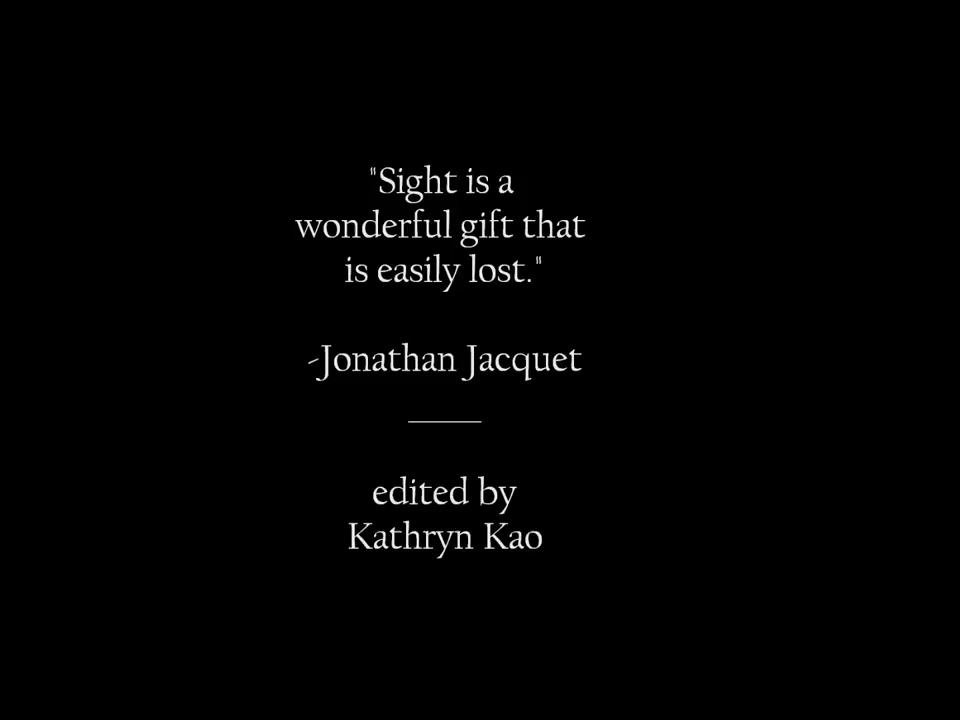 "Sight is a
wonderful gift that
is easily lost."
-Jonathan Jacquet
edited by
Kathryn Kao